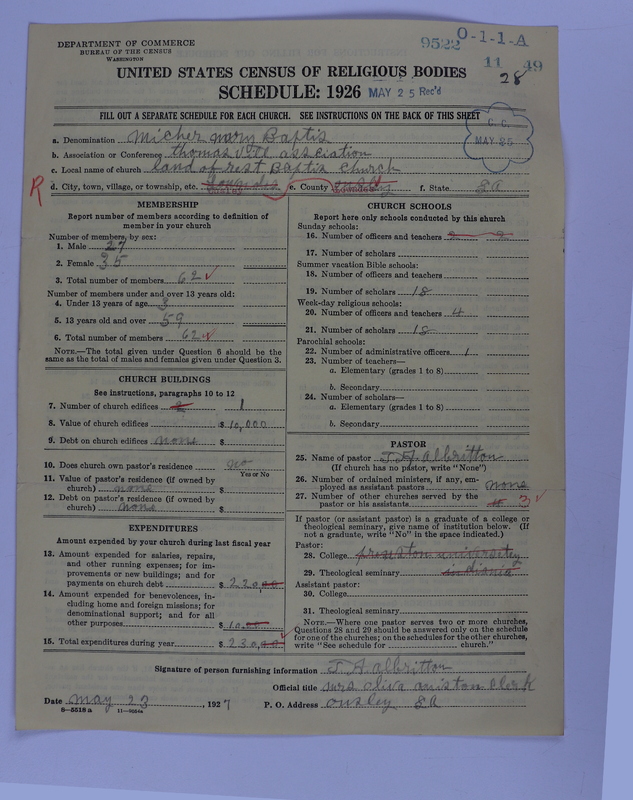 DEPARTMENT OF COMMERCE
BUREAU OF THE CENSUS
WASHINGTON
9522 O-1-1-A
11 49
28
UNITED STATES CENSUS OF RELIGIOUS BODIES
SCHEDULE: 1926 MAY 25 Rec'd
FILL OUT A SEPARATE SCHEDULE FOR EACH CHURCH. SEE INSTRUCTIONS ON THE BACK OF THIS SHEET
C. C.
MAY 25
a. Denomination Baptis
b. Association or Conference thomas association
c. Local name of church land of rest Baptis church
R d. City, town, village, or township, etc. e. County f. State ga
MEMBERSHIP
Report number of members according to definition of
member in your church
Number of members, by sex:
1. Male 27
2. Female 35
3. Total number of members 62
Number of members under and over 13 years old:
4. Under 13 years of age 3
5. 13 years old and over 59
6. Total number of members 62
NOTE.—The total given under Question 6 should be the
same as the total of males and females given under Question 3.
CHURCH BUILDINGS
See instructions, paragraphs 10 to 12
7. Number of church edifices 2 1
8. Value of church edifices $ 10,000
9. Debt on church edifices none $
10. Does church own pastor's residence no
Yes or No
11. Value of pastor's residence (if owned by
church) none $
12. Debt on pastor's residence (if owned by
church) none $
EXPENDITURES
Amount expended by your church during last fiscal year
13. Amount expended for salaries, repairs,
and other running expenses; for im-
provements or new buildings; and for
payments on church debt $ 220,00
14. Amount expended for benevolences, in-
cluding home and foreign missions; for
denominational support; and for all
other purposes $ 10,00
15. Total expenditures during year $ 230,00
CHURCH SCHOOLS
Report here only schools conducted by this church
Sunday schools:
16. Number of officers and teachers 2 2
17. Number of scholars
Summer vacation Bible schools:
18. Number of officers and teachers
19. Number of scholars 18
Week-day religious schools:
20. Number of officers and teachers 4
21. Number of scholars 18
Parochial schools:
22. Number of administrative officers 1
23. Number of teachers—
a. Elementary (grades 1 to 8)
b. Secondary
24. Number of scholars—
a. Elementary (grades 1 to 8)
b. Secondary
PASTOR
25. Name of pastor J A albritton
(If church has no pastor, write "None")
26. Number of ordained ministers, if any, em-
ployed as assistant pastors none
27. Number of other churches served by the
pastor or his assistants 3
If pastor (or assistant pastor) is a graduate of a college or
theological seminary, give name of institution below. (If
not a graduate, write "No" in the space indicated.)
Pastor:
28. College
29. Theological seminary indiania
Assistant pastor:
30. College
31. Theological seminary
NOTE.—Where one pastor serves two or more churches,
Questions 28 and 29 should be answered only on the schedule
for one of the churches; on the schedules for the other churches,
write "See schedule for church."
Signature of person furnishing information J A albritton
Official title mrs oliva clerk
Date may 23, 1927 P. O. Address ousley ga
8-5518 a